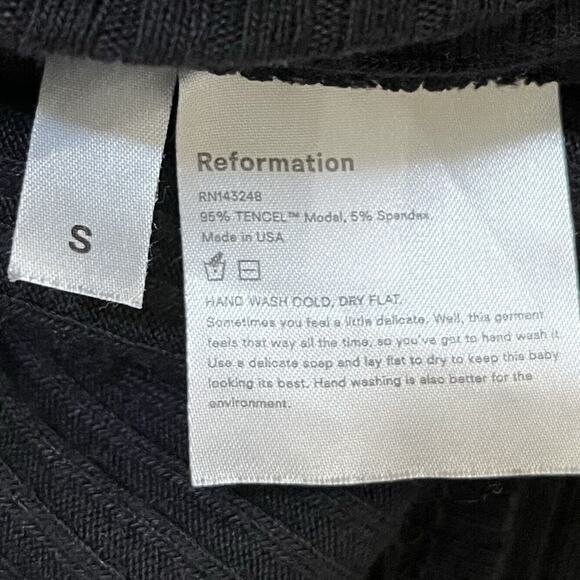 S
Reformation
RN143248
95% TENCEL™ Modal, 5% Spandex.
Made in USA
HAND WASH COLD, DRY FLAT.
Sometimes you feel a little delicate. Well, this garment
feels that way all the time, so you've got to hand wash it.
Use a delicate soap and lay flat to dry to keep this baby
looking its best. Hand washing is also better for the
environment.